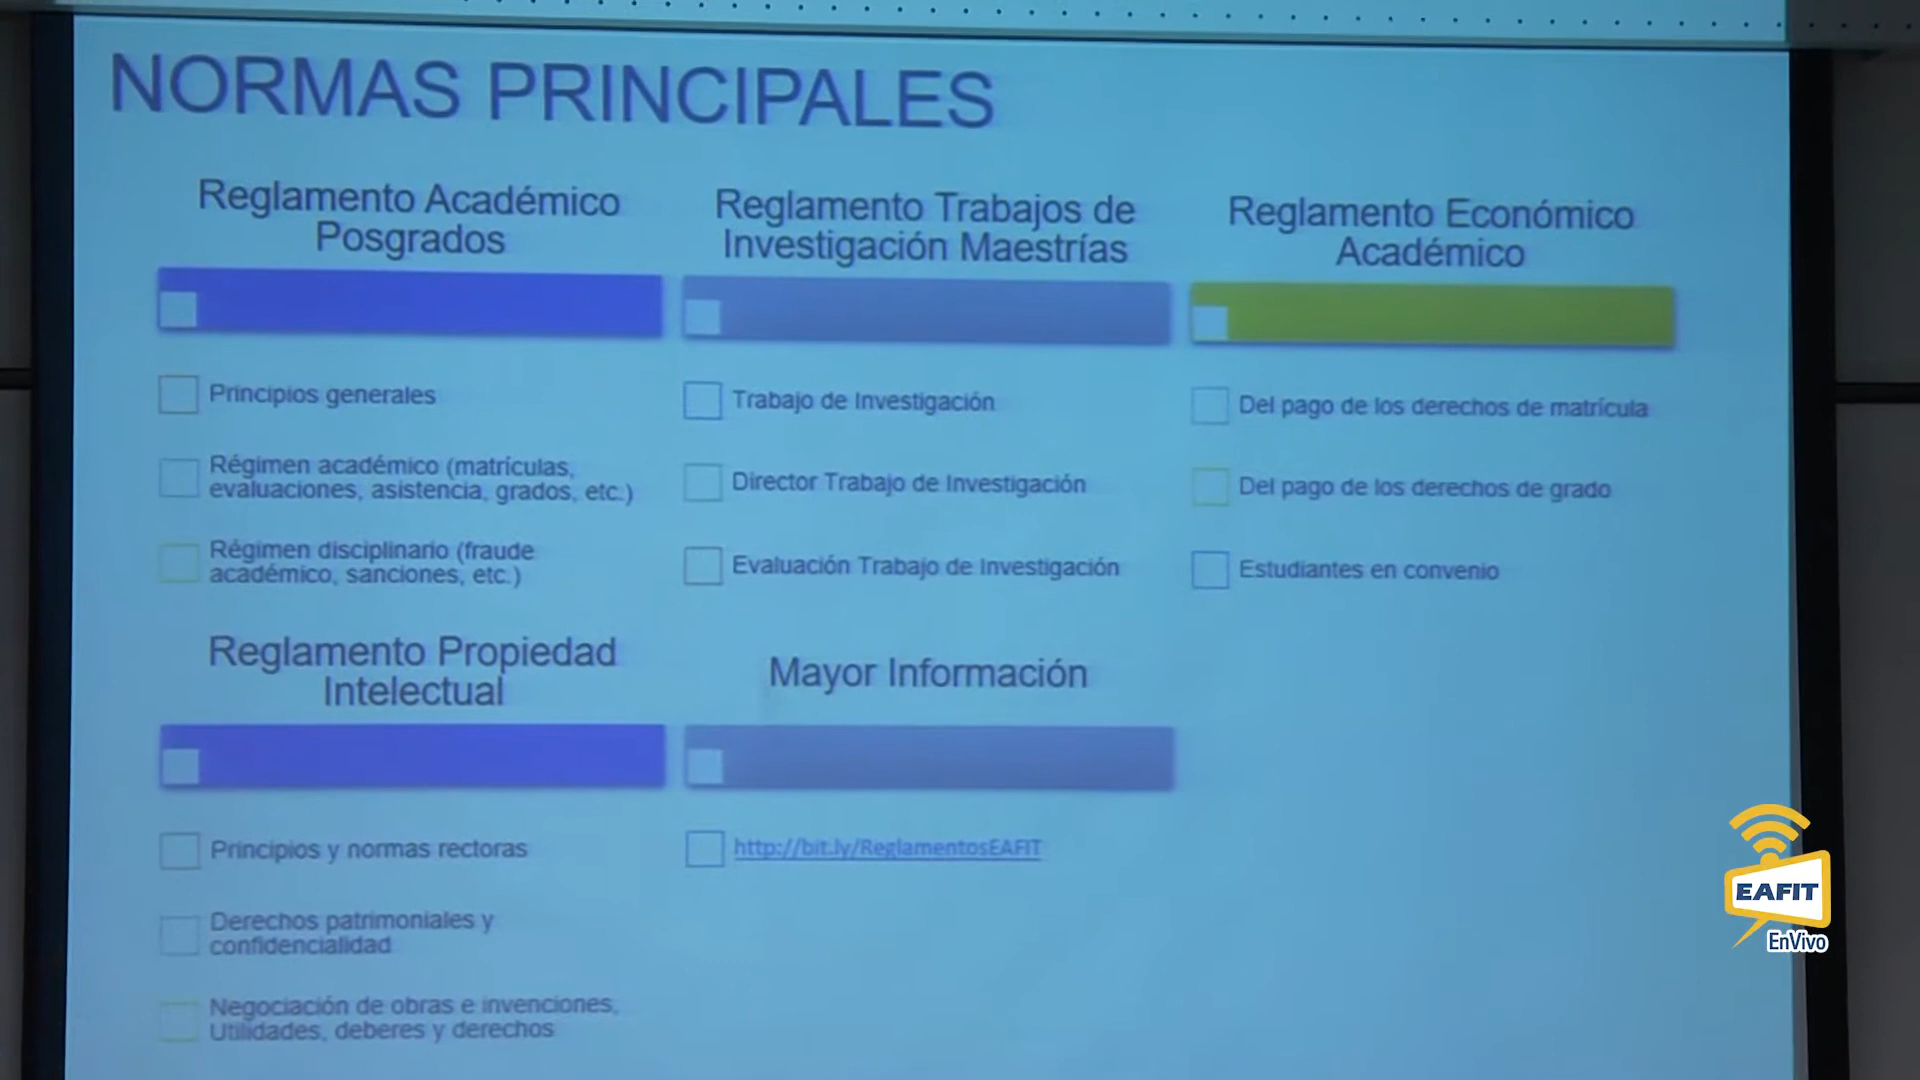 NORMAS PRINCIPALES
Reglamento Académico
Posgrados
Principios generales
Régimen académico (matrículas,
evaluaciones, asistencia, grados, etc.)
Régimen disciplinario (fraude
académico, sanciones, etc.)
Reglamento Trabajos de
Investigación Maestrías
Trabajo de Investigación
Director Trabajo de Investigación
Evaluación Trabajo de Investigación
Reglamento Económico
Académico
Del pago de los derechos de matrícula
Del pago de los derechos de grado
Estudiantes en convenio
Reglamento Propiedad
Intelectual
Principios y normas rectoras
Derechos patrimoniales y
confidencialidad
Negociación de obras e invenciones,
Utilidades, deberes y derechos
Mayor Información
http://bit.ly/ReglamentosEAFIT
EAFIT
EnVivo